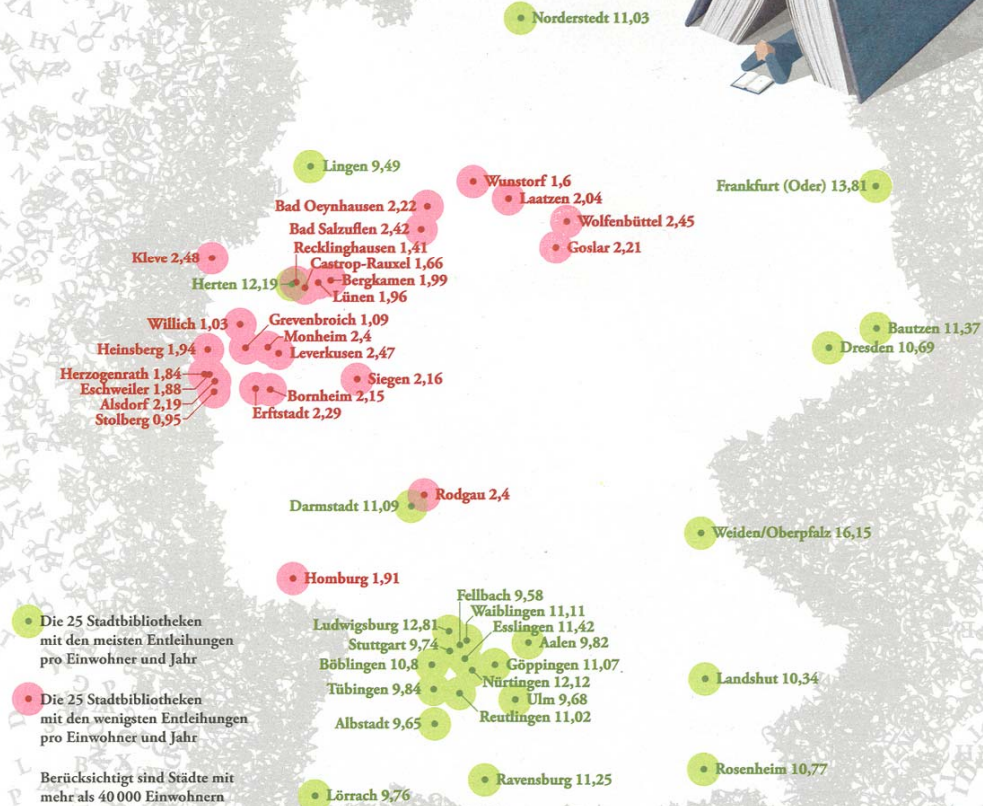 Norderstedt 11,03
Lingen 9,49
Wunstorf 1,6
Frankfurt (Oder) 13,81
Laatzen 2,04
Bad Oeynhausen 2,22
Wolfenbüttel 2,45
Bad Salzuflen 2,42
Recklinghausen 1,41
Goslar 2,21
Kleve 2,48
Castrop-Rauxel 1,66
Herten 12,19
Bergkamen 1,99
Lünen 1,96
Willich 1,03
Grevenbroich 1,09
Bautzen 11,37
Monheim 2,4
Heinsberg 1,94
Leverkusen 2,47
Dresden 10,69
Herzogenrath 1,84
Siegen 2,16
Eschweiler 1,88
Bornheim 2,15
Alsdorf 2,19
Erftstadt 2,29
Stolberg 0,95
Rodgau 2,4
Darmstadt 11,09
Weiden/Oberpfalz 16,15
Homburg 1,91
Fellbach 9,58
Waiblingen 11,11
Ludwigsburg 12,81
Esslingen 11,42
Stuttgart 9,74
Aalen 9,82
Böblingen 10,8
Göppingen 11,07
Nürtingen 12,12
Landshut 10,34
Tübingen 9,84
Ulm 9,68
Reutlingen 11,02
Albstadt 9,65
Rosenheim 10,77
Ravensburg 11,25
Lörrach 9,76
Die 25 Stadtbibliotheken
mit den meisten Entleihungen
pro Einwohner und Jahr
Die 25 Stadtbibliotheken
mit den wenigsten Entleihungen
pro Einwohner und Jahr
Berücksichtigt sind Städte mit
mehr als 40 000 Einwohnern